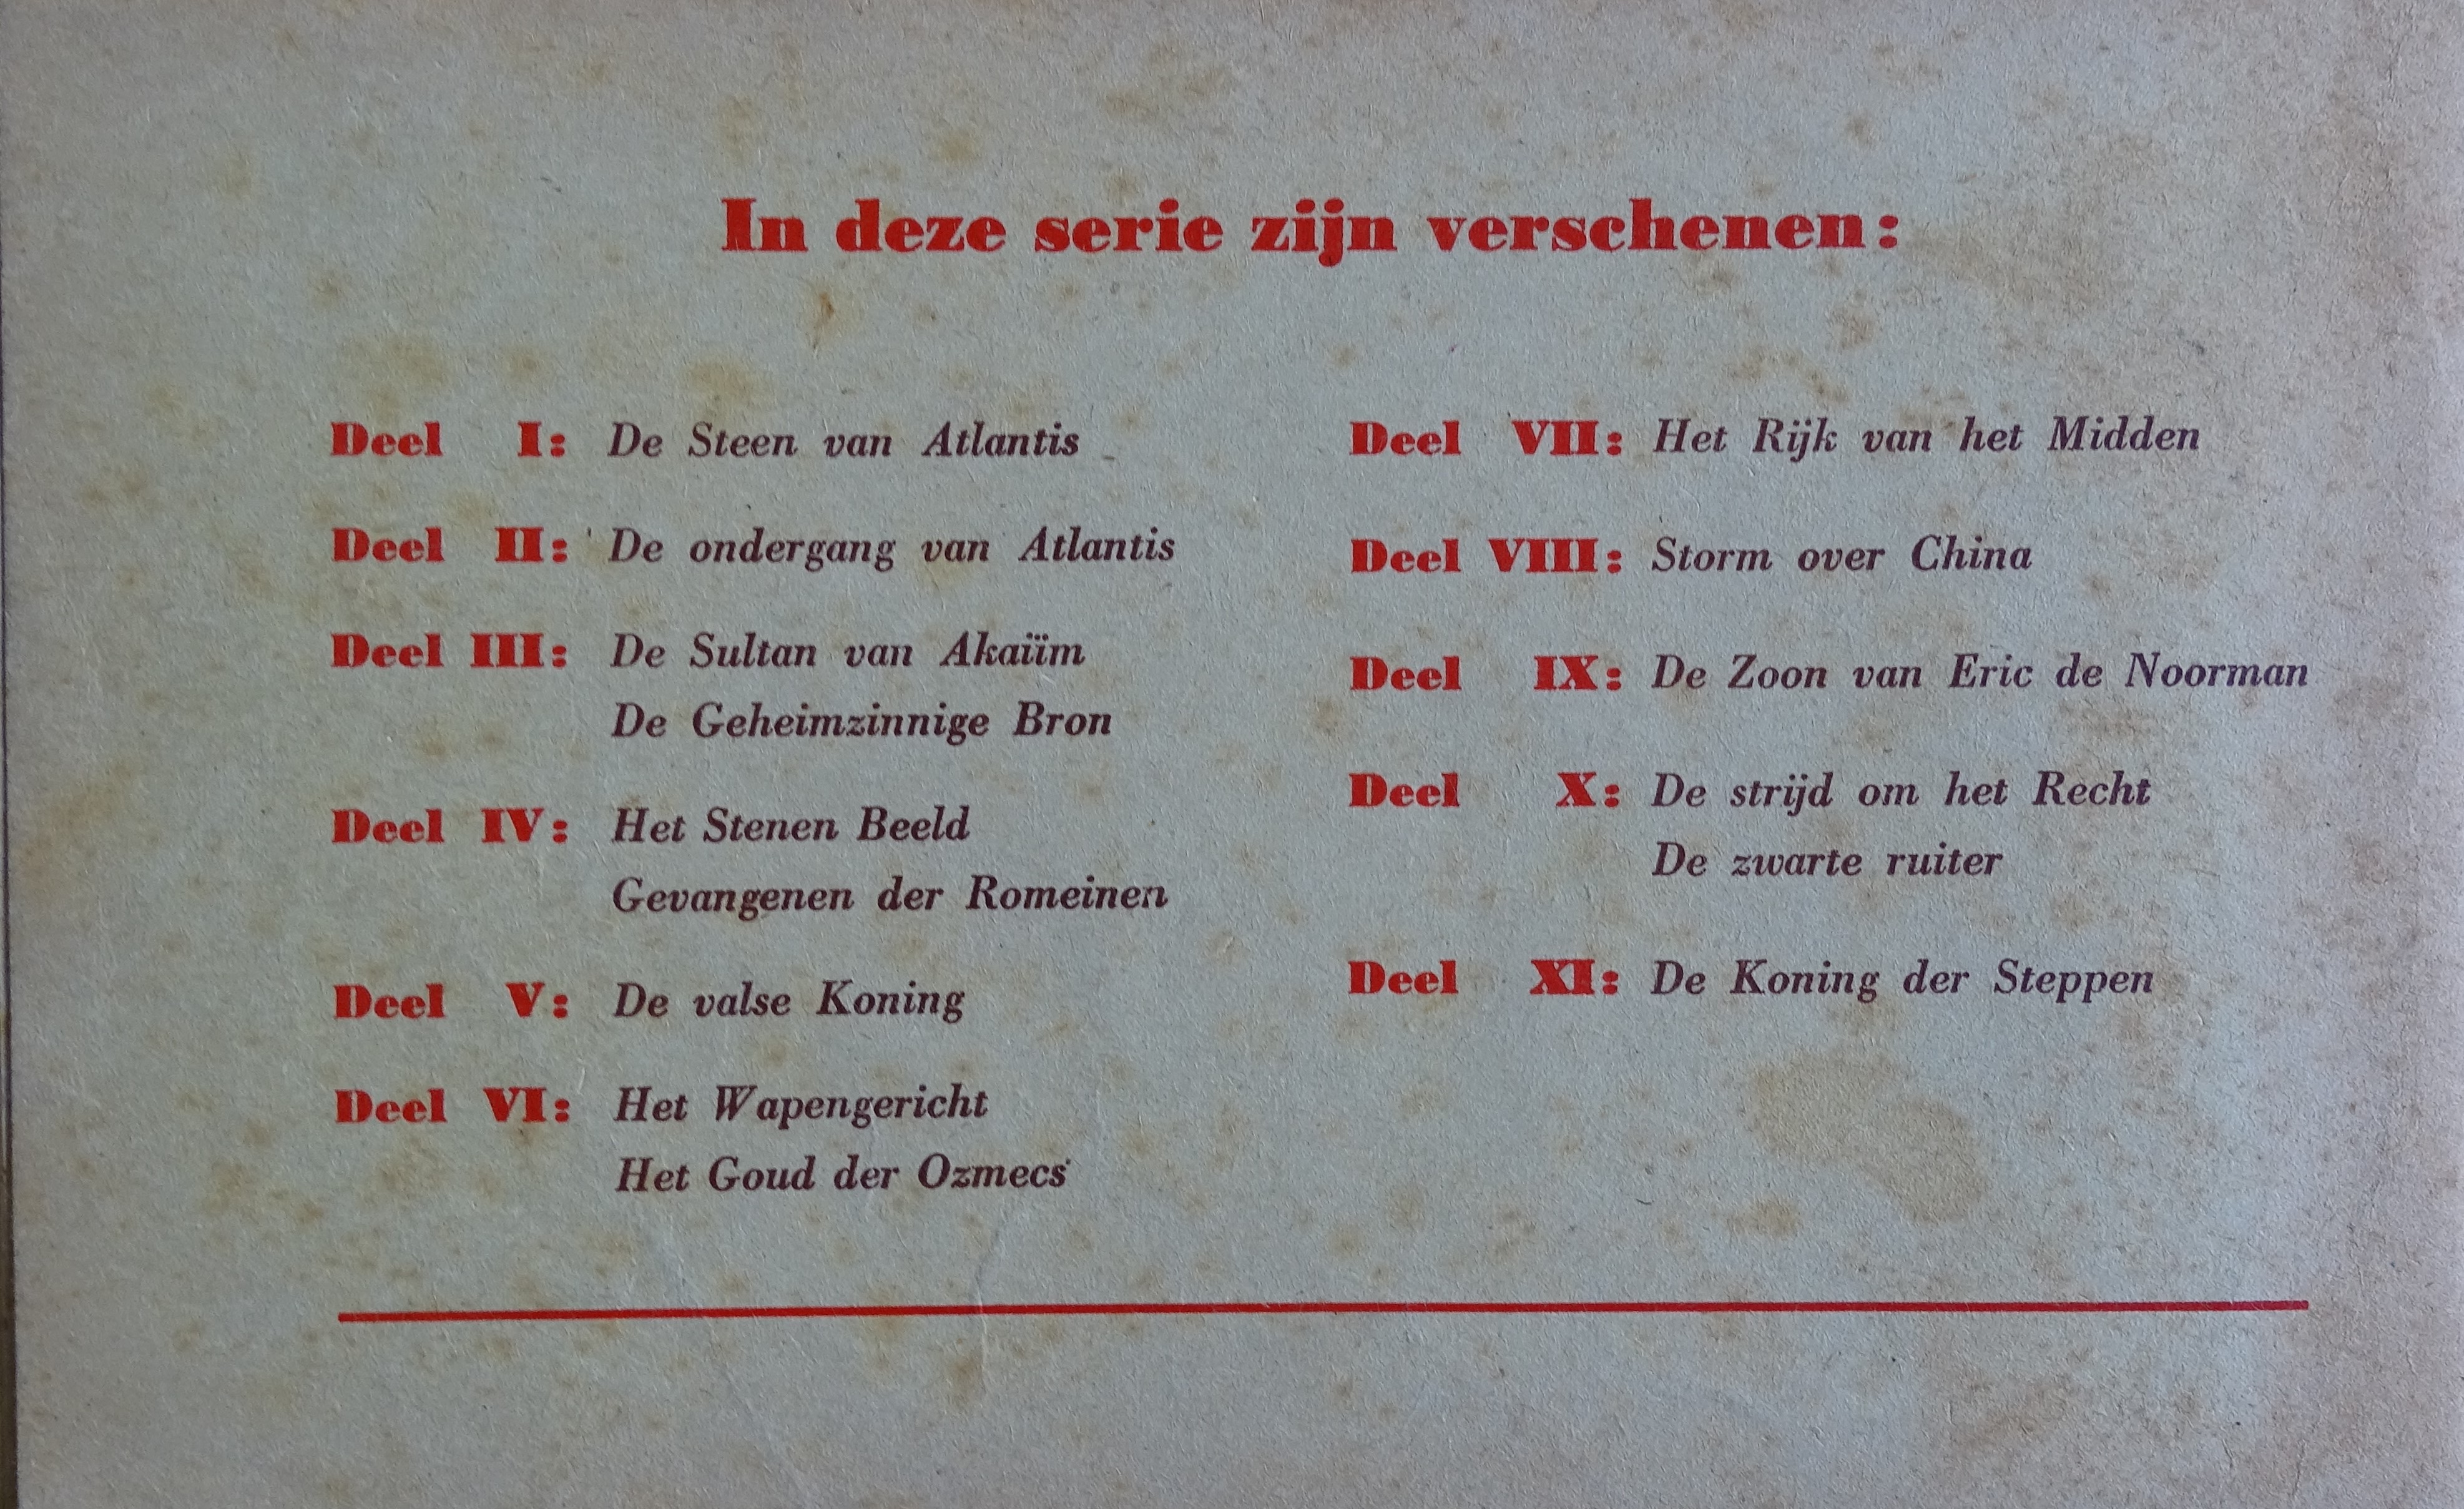 In deze serie zijn verschenen:
Deel I: De Steen van Atlantis
Deel II: De ondergang van Atlantis
Deel III: De Sultan van Akaïïm
De Geheimzinnige Bron
Deel IV: Het Stenen Beeld
Gevangenen der Romeinen
Deel V: De valse Koning
Deel VI: Het Wapengericht
Het Goud der Ozmecs
Deel VII: Het Rijk van het Midden
Deel VIII: Storm over China
Deel IX: De Zoon van Eric de Noorman
Deel X: De strijd om het Recht
De zwarte ruiter
Deel XI: De Koning der Steppen